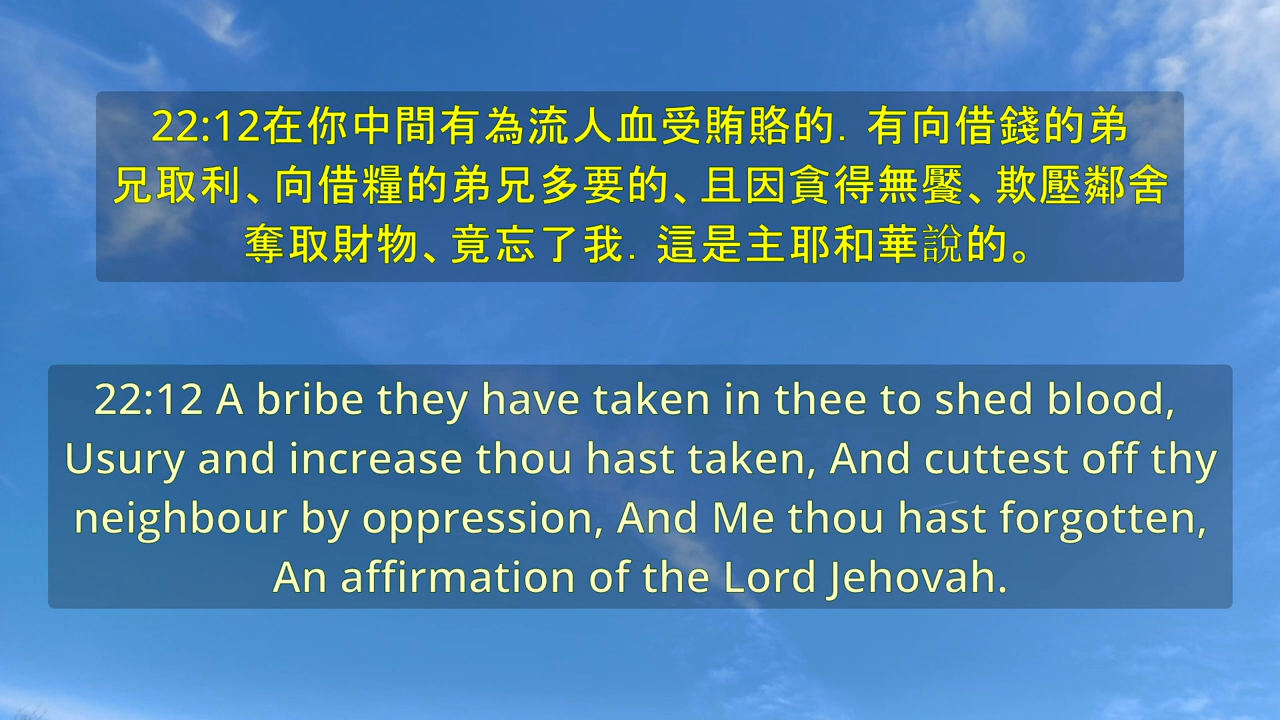 22:12在你中間有為流人血受賄賂的．有向借錢的弟
兄取利、向借糧的弟兄多要的、且因貪得無饜、欺壓鄰舍
奪取財物、竟忘了我．這是主耶和華說的。
22:12 A bribe they have taken in thee to shed blood,
Usury and increase thou hast taken, And cuttest off thy
neighbour by oppression, And Me thou hast forgotten,
An affirmation of the Lord Jehovah.